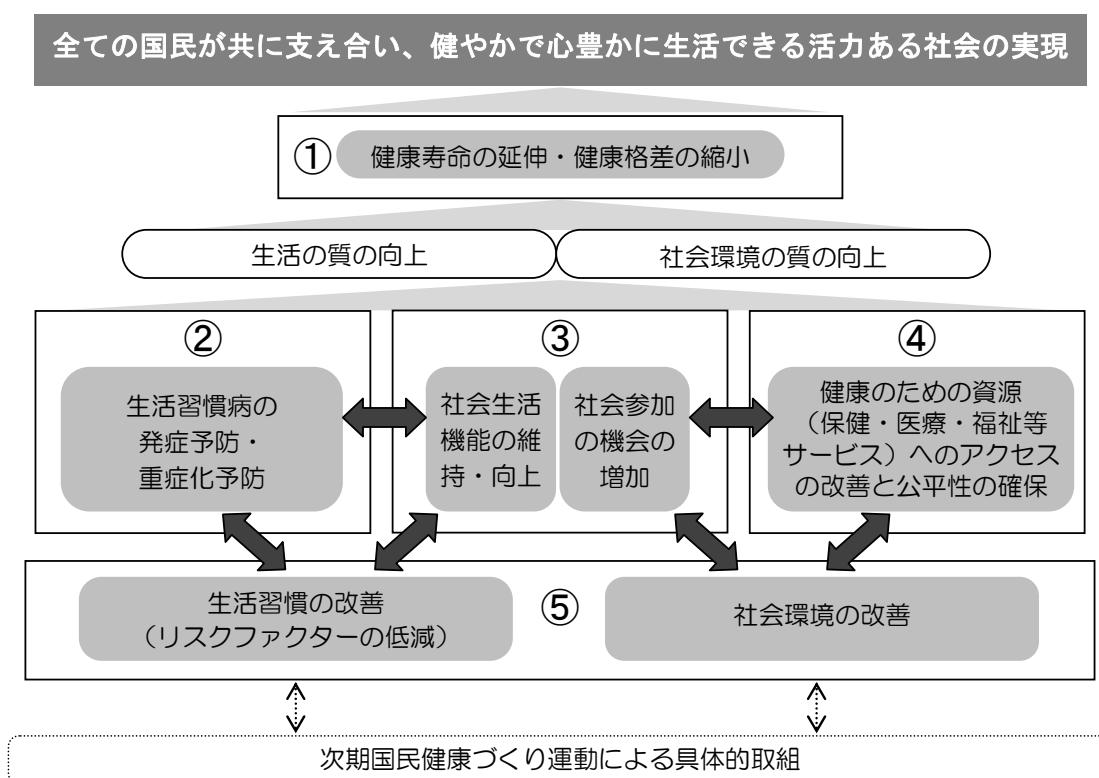 全ての国民が共に支え合い、健やかで心豊かに生活できる活力ある社会の実現
①
健康寿命の延伸・健康格差の縮小
生活の質の向上
社会環境の質の向上
②
生活習慣病の
発症予防・
重症化予防
③
社会生活
機能の維
持・向上
社会参加
の機会の
増加
④
健康のための資源
(保健・医療・福祉等
サービス)へのアクセス
の改善と公平性の確保
生活習慣の改善
(リスクファクターの低減)
⑤
社会環境の改善
次期国民健康づくり運動による具体的取組